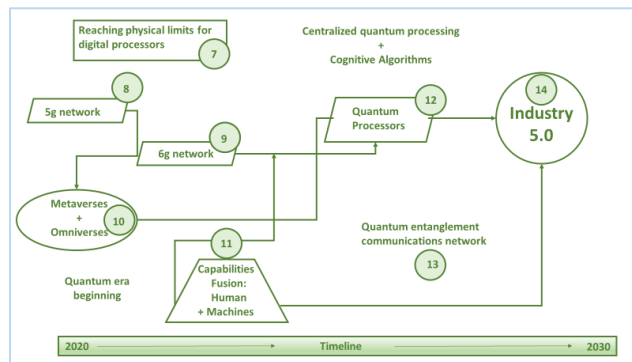 Reaching physical limits for
digital processors
7
Centralized quantum processing
+
Cognitive Algorithms
8
5g network
9
6g network
12
Quantum
Processors
14
Industry
5.0
Metaverses
+
Omniverses
10
11
Capabilities
Fusion:
Human
+ Machines
Quantum entanglement
communications network
13
Quantum era
beginning
2020 Timeline 2030